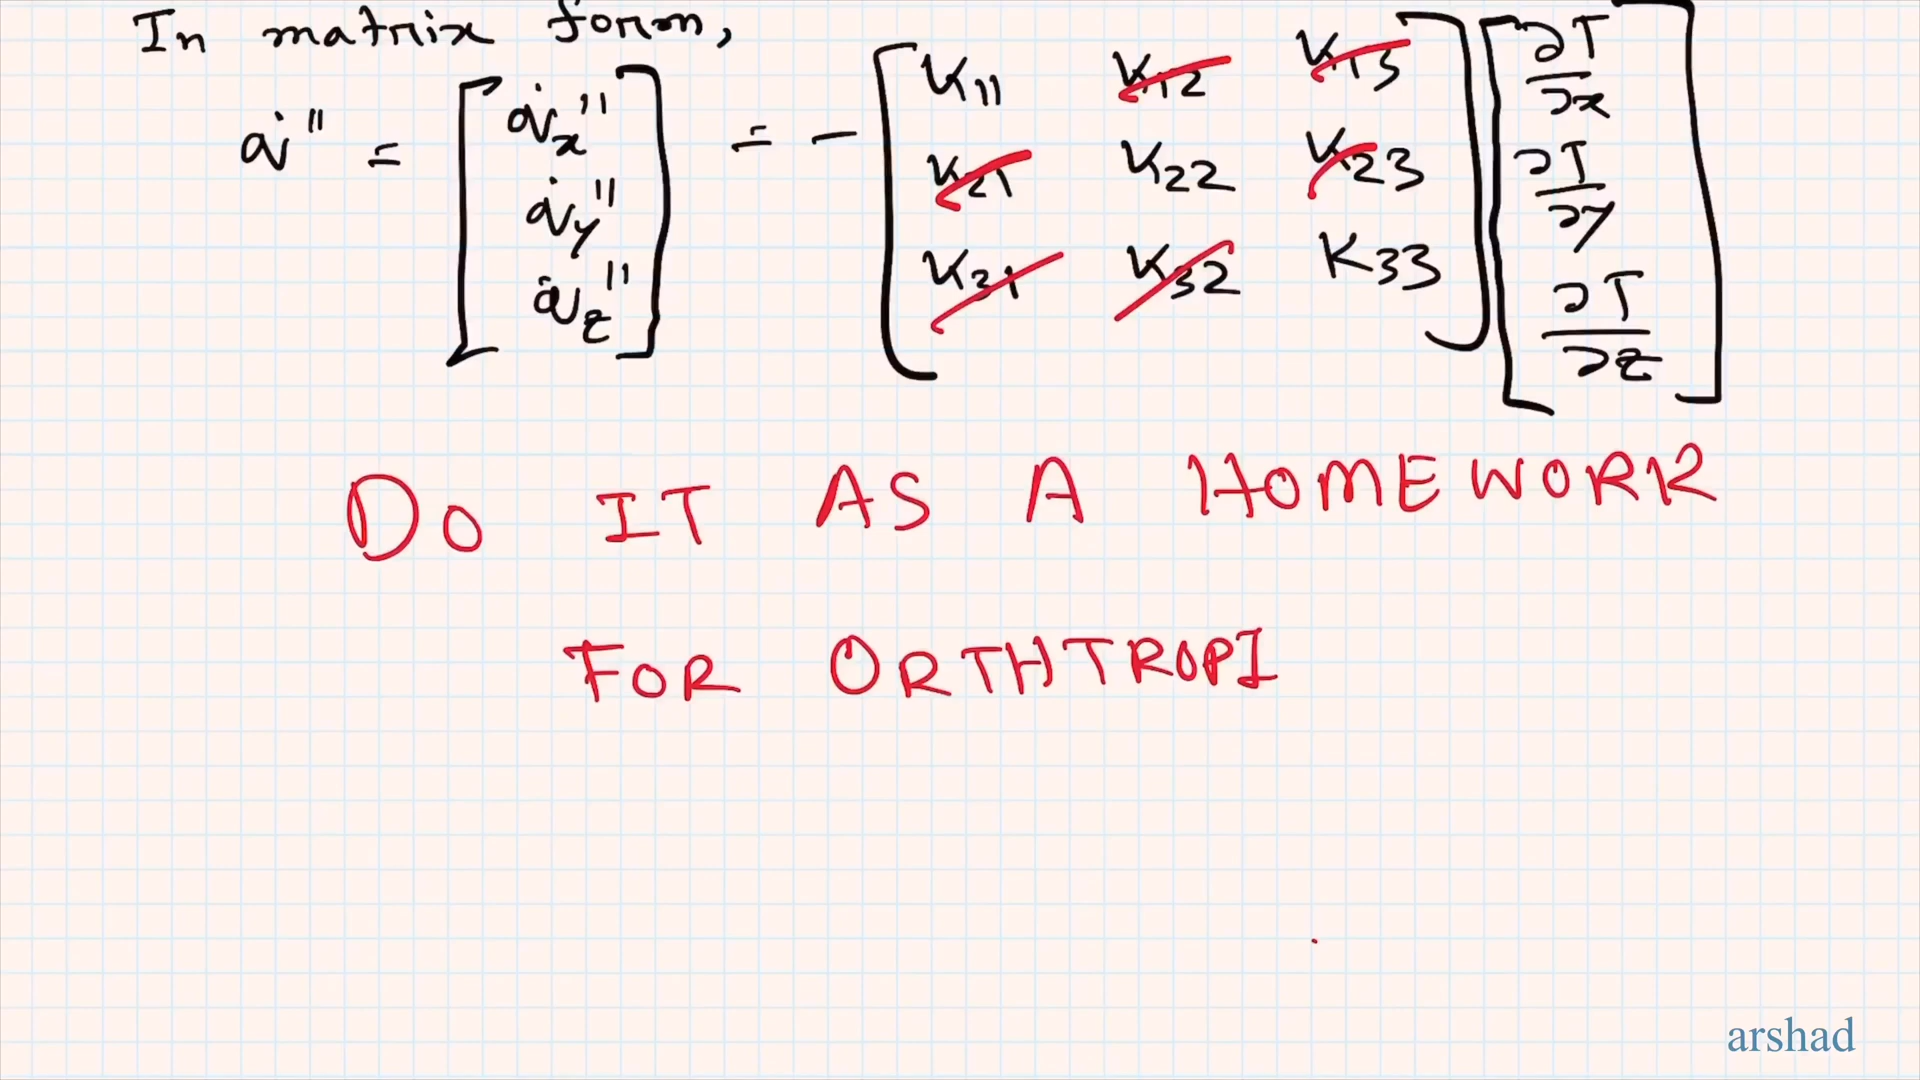 In matrix form,
q̇'' = [q̇x'' q̇y'' q̇z''] = - [K11 K12 K13 K21 K22 K23 K31 K32 K33] [∂T/∂x ∂T/∂y ∂T/∂z]
DO IT AS A HOMEWORK
FOR ORTHTROPI
arshad